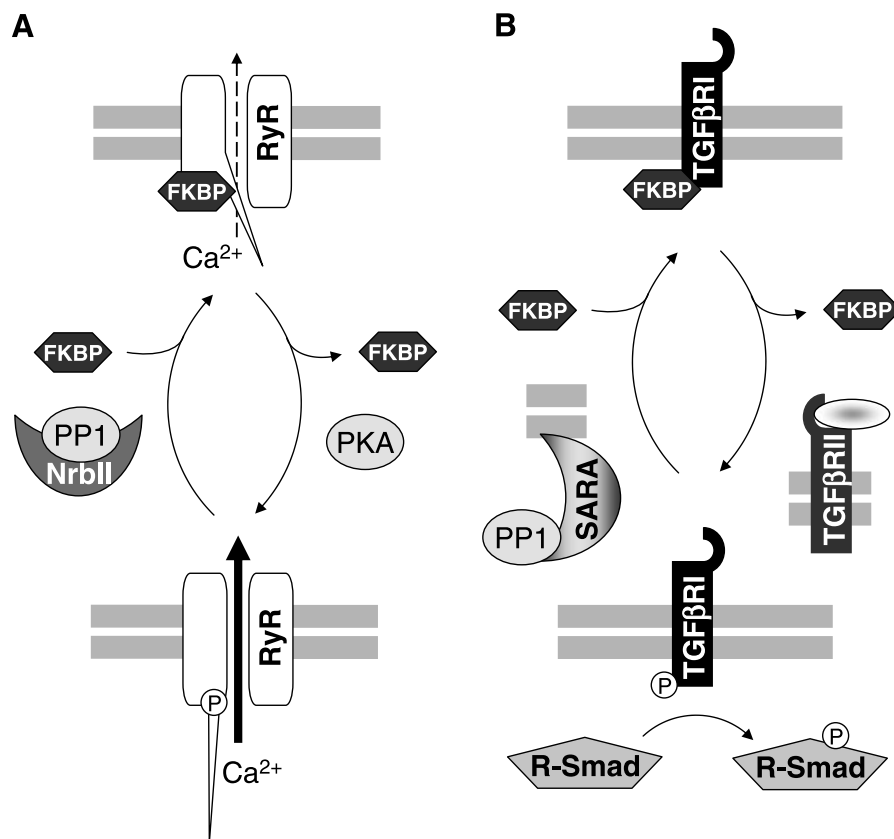 A
RyR
FKBP
Ca²⁺
FKBP
FKBP
PP1
NrbII
PKA
RyR
P
Ca²⁺
B
TGFβRI
FKBP
FKBP
FKBP
SARA
PP1
TGFβRII
TGFβRI
P
R-Smad
P
R-Smad